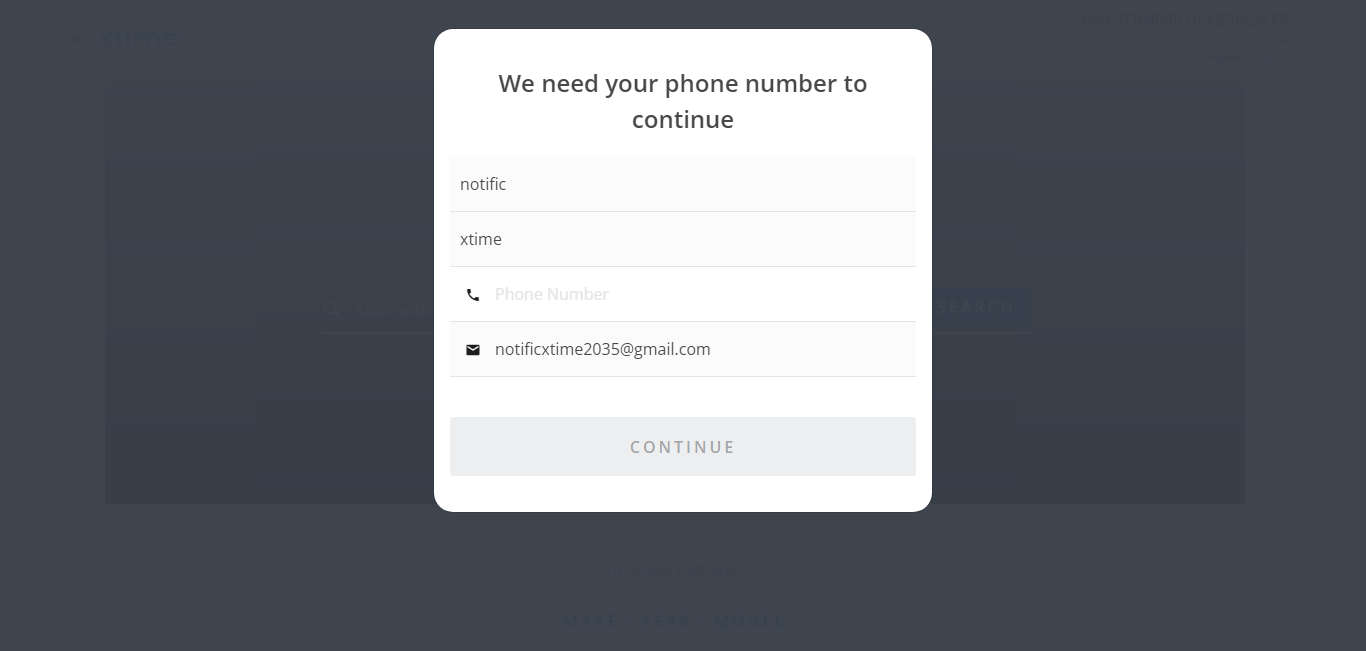 xtime
We need your phone number to
continue
notific
xtime
Phone Number
notificxtime2035@gmail.com
SEARCH
CONTINUE
MAKE YEAR MODEL